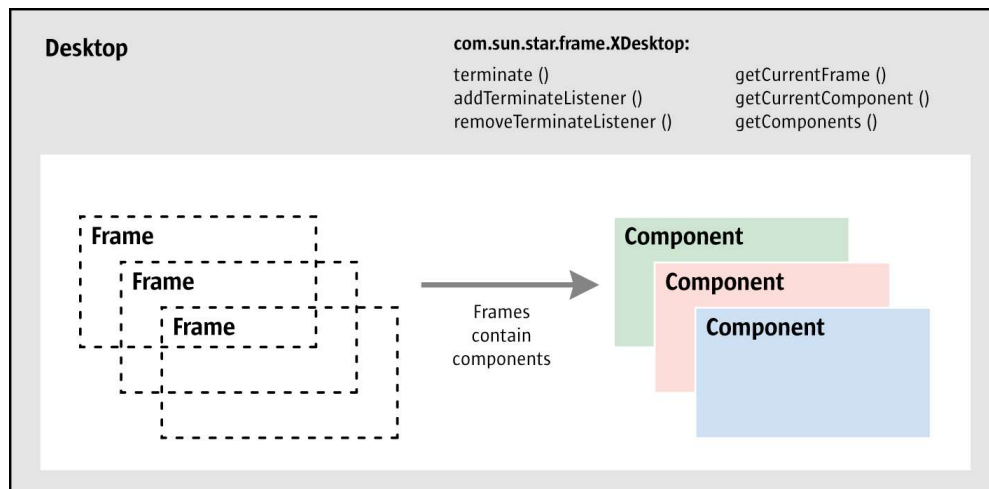 Desktop
com.sun.star.frame.XDesktop:
terminate ()
addTerminateListener ()
removeTerminateListener ()
getCurrentFrame ()
getCurrentComponent ()
getComponents ()
Frame
Frame
Frame
Frames
contain
components
Component
Component
Component